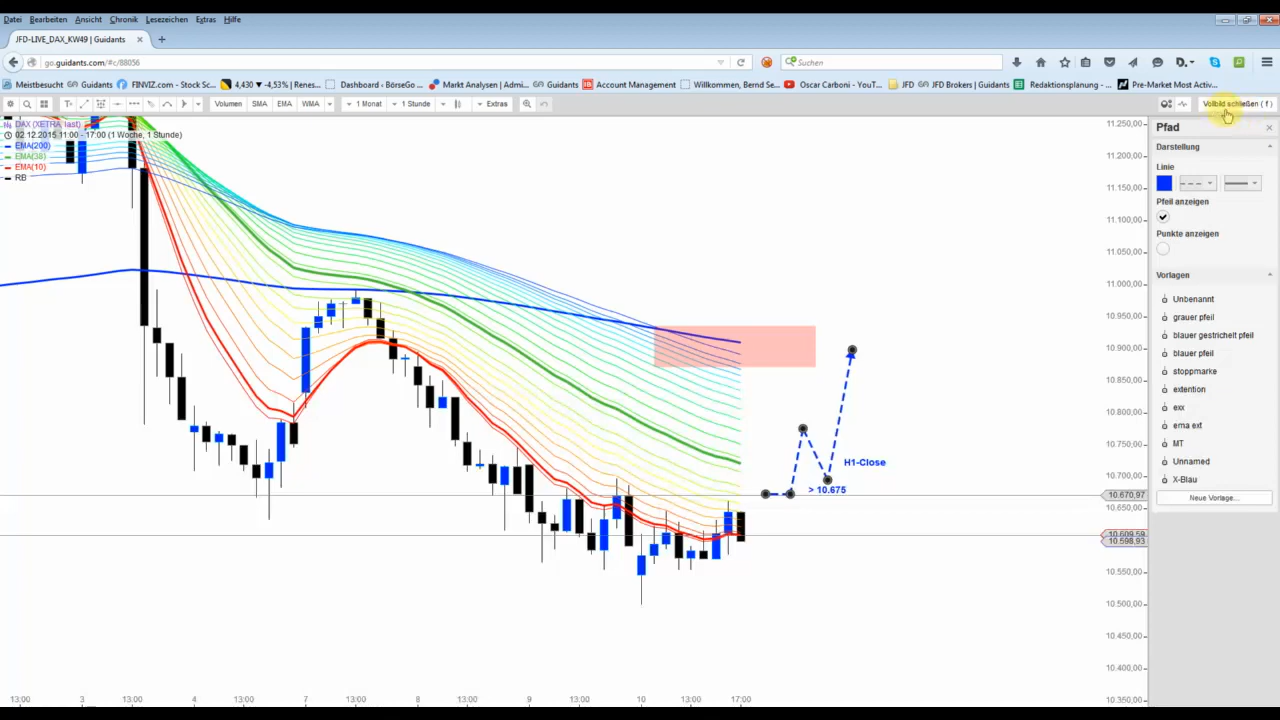 Datei Bearbeiten Ansicht Chronik Lesezeichen Extras Hilfe
JFD-LIVE_DAX_KW49 | Guidants
go.guidants.com/#c/88056
Suchen
Meistbesucht Guidants FINVIZ.com - Stock Sc... 4,430 ▼ -4,53% | Renes... Dashboard - BörseGo ... Markt Analysen | Admi... Guidants Account Management Willkommen, Bernd Se... Oscar Carboni - YouT... JFD JFD Brokers | Guidants Redaktionsplanung - ... Pre-Market Most Activ...
Volumen SMA EMA WMA 1 Monat 1 Stunde Extras Vollbild schließen ( f )
DAX (XETRA, last)
02.12.2015 11:00 - 17:00 (1 Woche, 1 Stunde)
EMA(200)
EMA(38)
EMA(10)
RB
Pfad
Darstellung
Linie
Pfeil anzeigen
Punkte anzeigen
Vorlagen
Unbenannt
grauer pfeil
blauer gestrichelt pfeil
blauer pfeil
stoppmarke
extention
exx
ema ext
MT
Unnamed
X-Blau
Neue Vorlage...
H1-Close
> 10.675
11.250,00
11.200,00
11.150,00
11.100,00
11.050,00
11.000,00
10.950,00
10.900,00
10.850,00
10.800,00
10.750,00
10.700,00
10.670,97
10.650,00
10.609,59
10.598,93
10.550,00
10.500,00
10.450,00
10.400,00
10.350,00
13:00 3 13:00 4 13:00 7 13:00 8 13:00 9 13:00 10 13:00 17:00